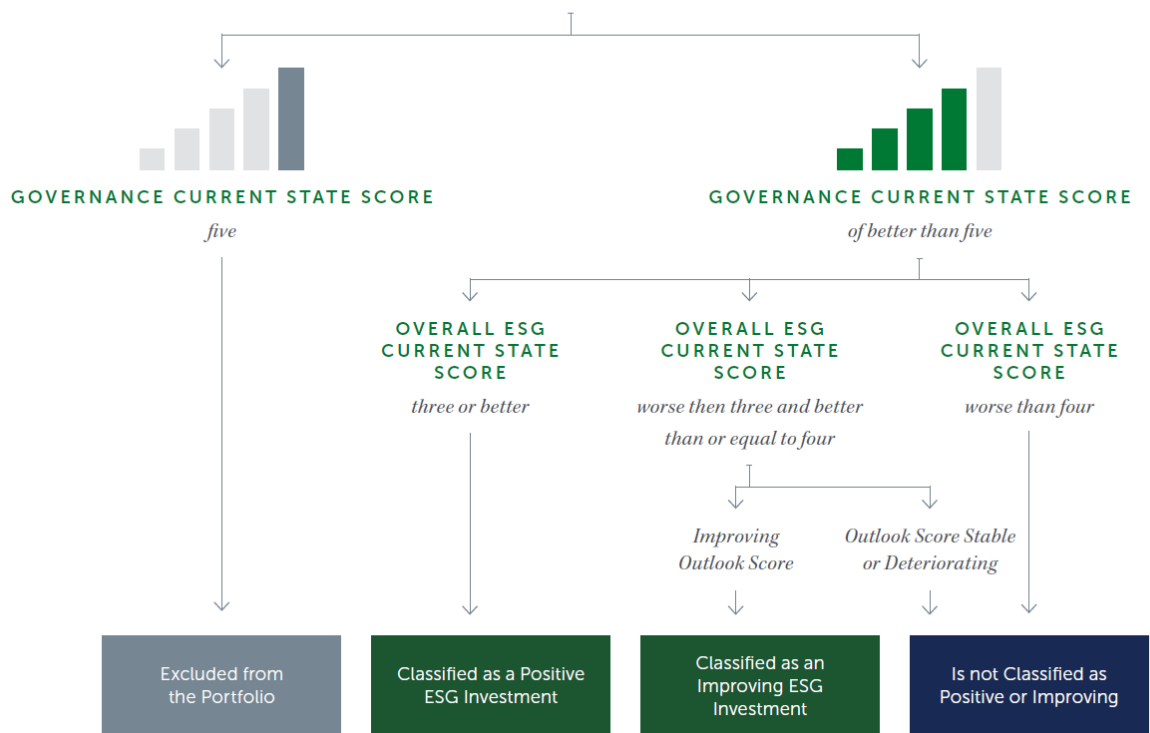 GOVERNANCE CURRENT STATE SCORE
five
GOVERNANCE CURRENT STATE SCORE
of better than five
OVERALL ESG
CURRENT STATE
SCORE
three or better
OVERALL ESG
CURRENT STATE
SCORE
worse then three and better
than or equal to four
OVERALL ESG
CURRENT STATE
SCORE
worse than four
Improving
Outlook Score
Outlook Score Stable
or Deteriorating
Excluded from
the Portfolio
Classified as a Positive
ESG Investment
Classified as an
Improving ESG
Investment
Is not Classified as
Positive or Improving